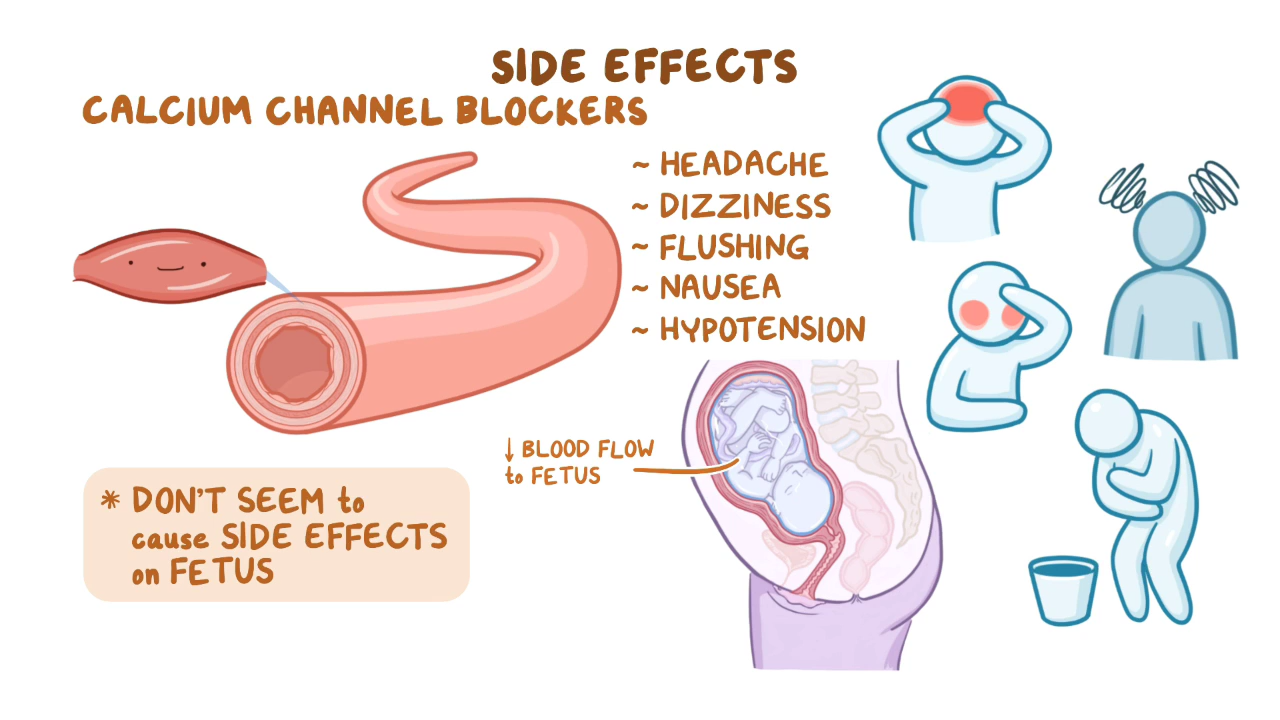 SIDE EFFECTS
CALCIUM CHANNEL BLOCKERS
~ HEADACHE
~ DIZZINESS
~ FLUSHING
~ NAUSEA
~ HYPOTENSION
↓ BLOOD FLOW
to FETUS
* DON'T SEEM to
cause SIDE EFFECTS
on FETUS